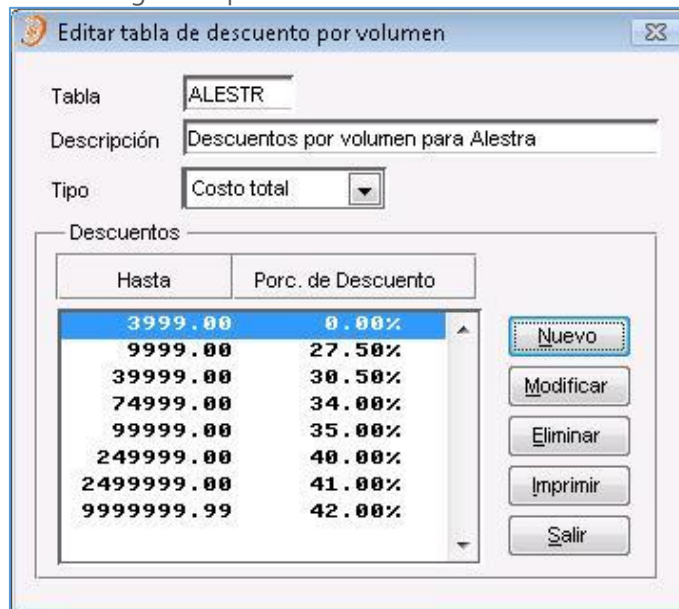 Editar tabla de descuento por volumen
Tabla ALESTR
Descripción Descuentos por volumen para Alestra
Tipo Costo total
Descuentos
Hasta Porc. de Descuento
3999.00 0.00%
9999.00 27.50%
39999.00 30.50%
74999.00 34.00%
99999.00 35.00%
249999.00 40.00%
2499999.00 41.00%
9999999.99 42.00%
Nuevo
Modificar
Eliminar
Imprimir
Salir